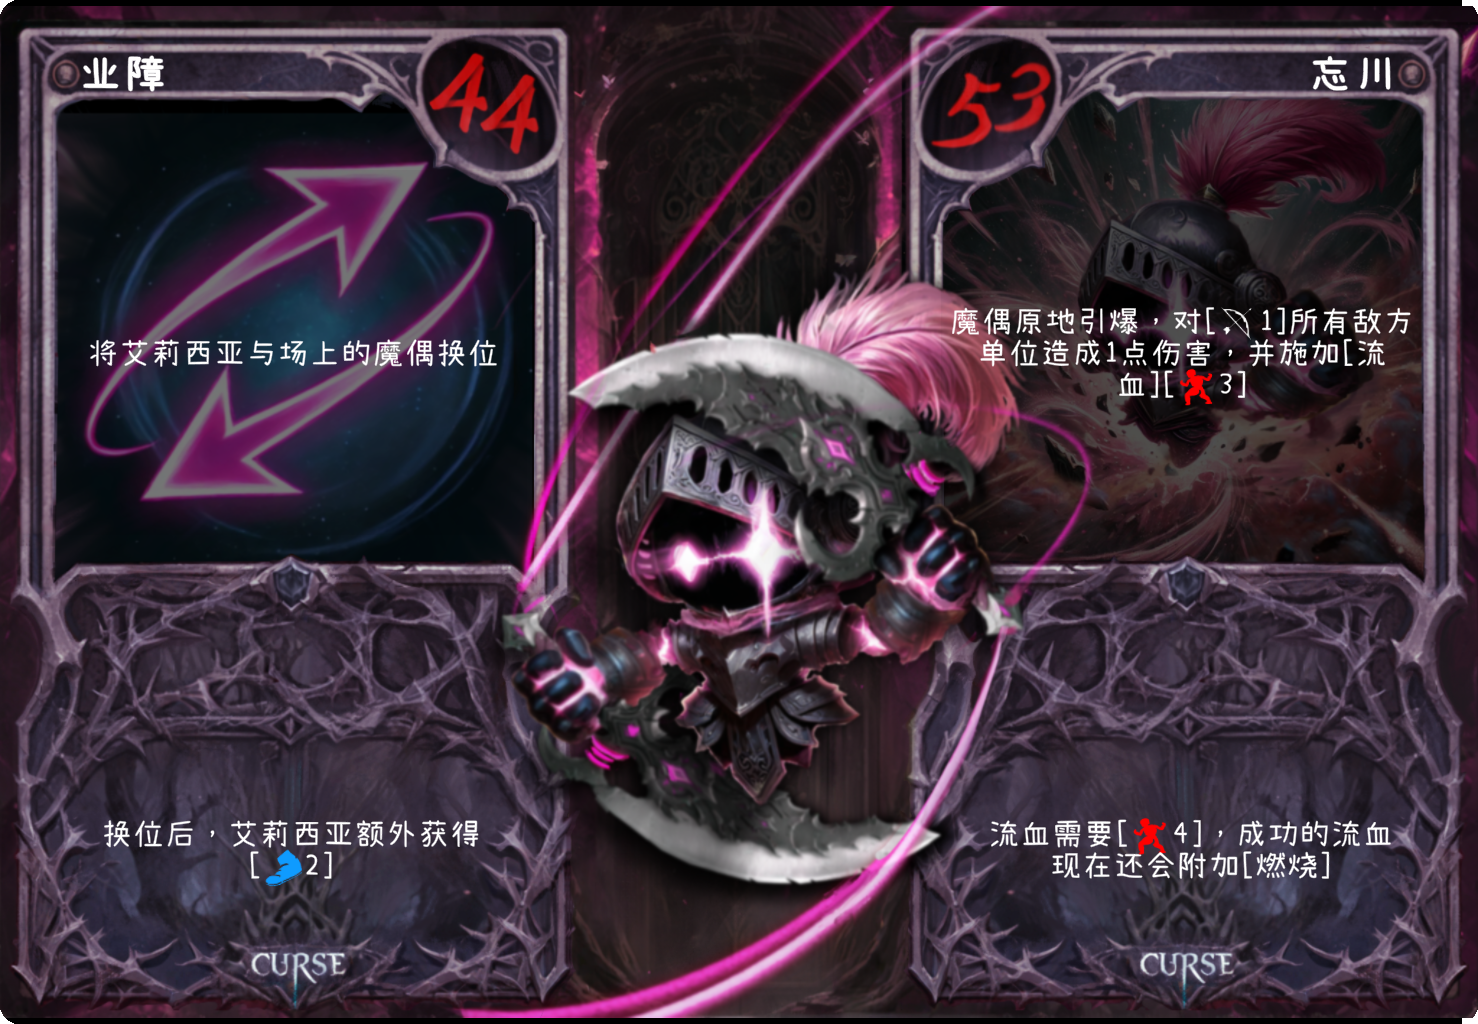 业障
44
将艾莉西亚与场上的魔偶换位
换位后，艾莉西亚额外获得
[2]
CURSE
53
忘川
魔偶原地引爆，对[1]所有敌方
单位造成1点伤害，并施加[流
血][3]
流血需要[4]，成功的流血
现在还会附加[燃烧]
CURSE